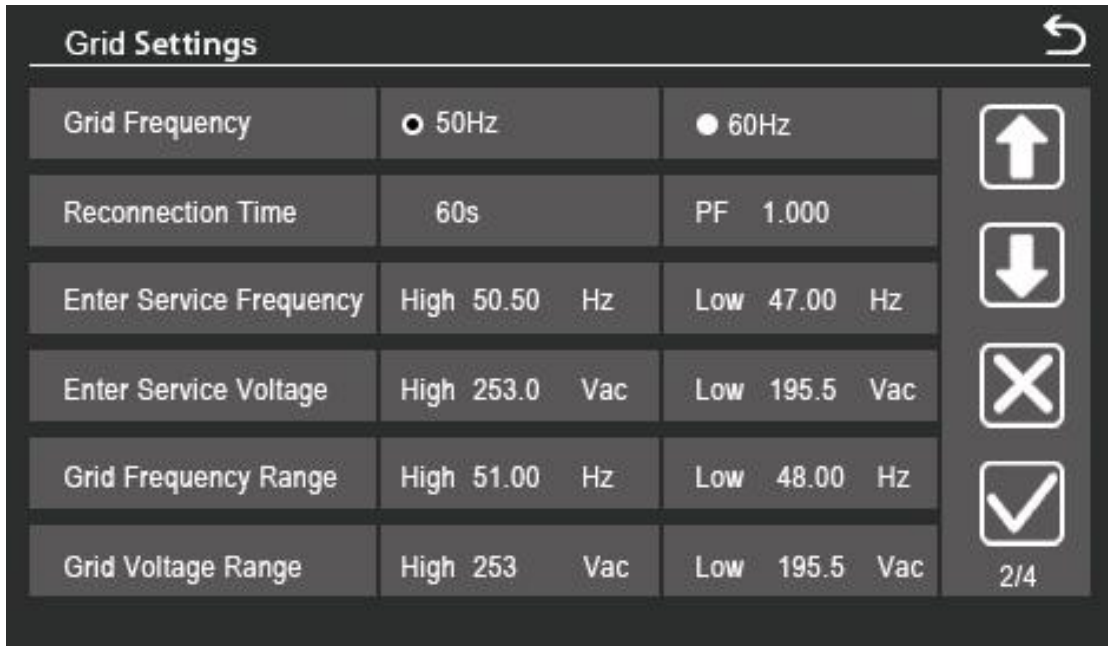 Grid Settings
Grid Frequency 50Hz 60Hz
Reconnection Time 60s PF 1.000
Enter Service Frequency High 50.50 Hz Low 47.00 Hz
Enter Service Voltage High 253.0 Vac Low 195.5 Vac
Grid Frequency Range High 51.00 Hz Low 48.00 Hz
Grid Voltage Range High 253 Vac Low 195.5 Vac
2/4